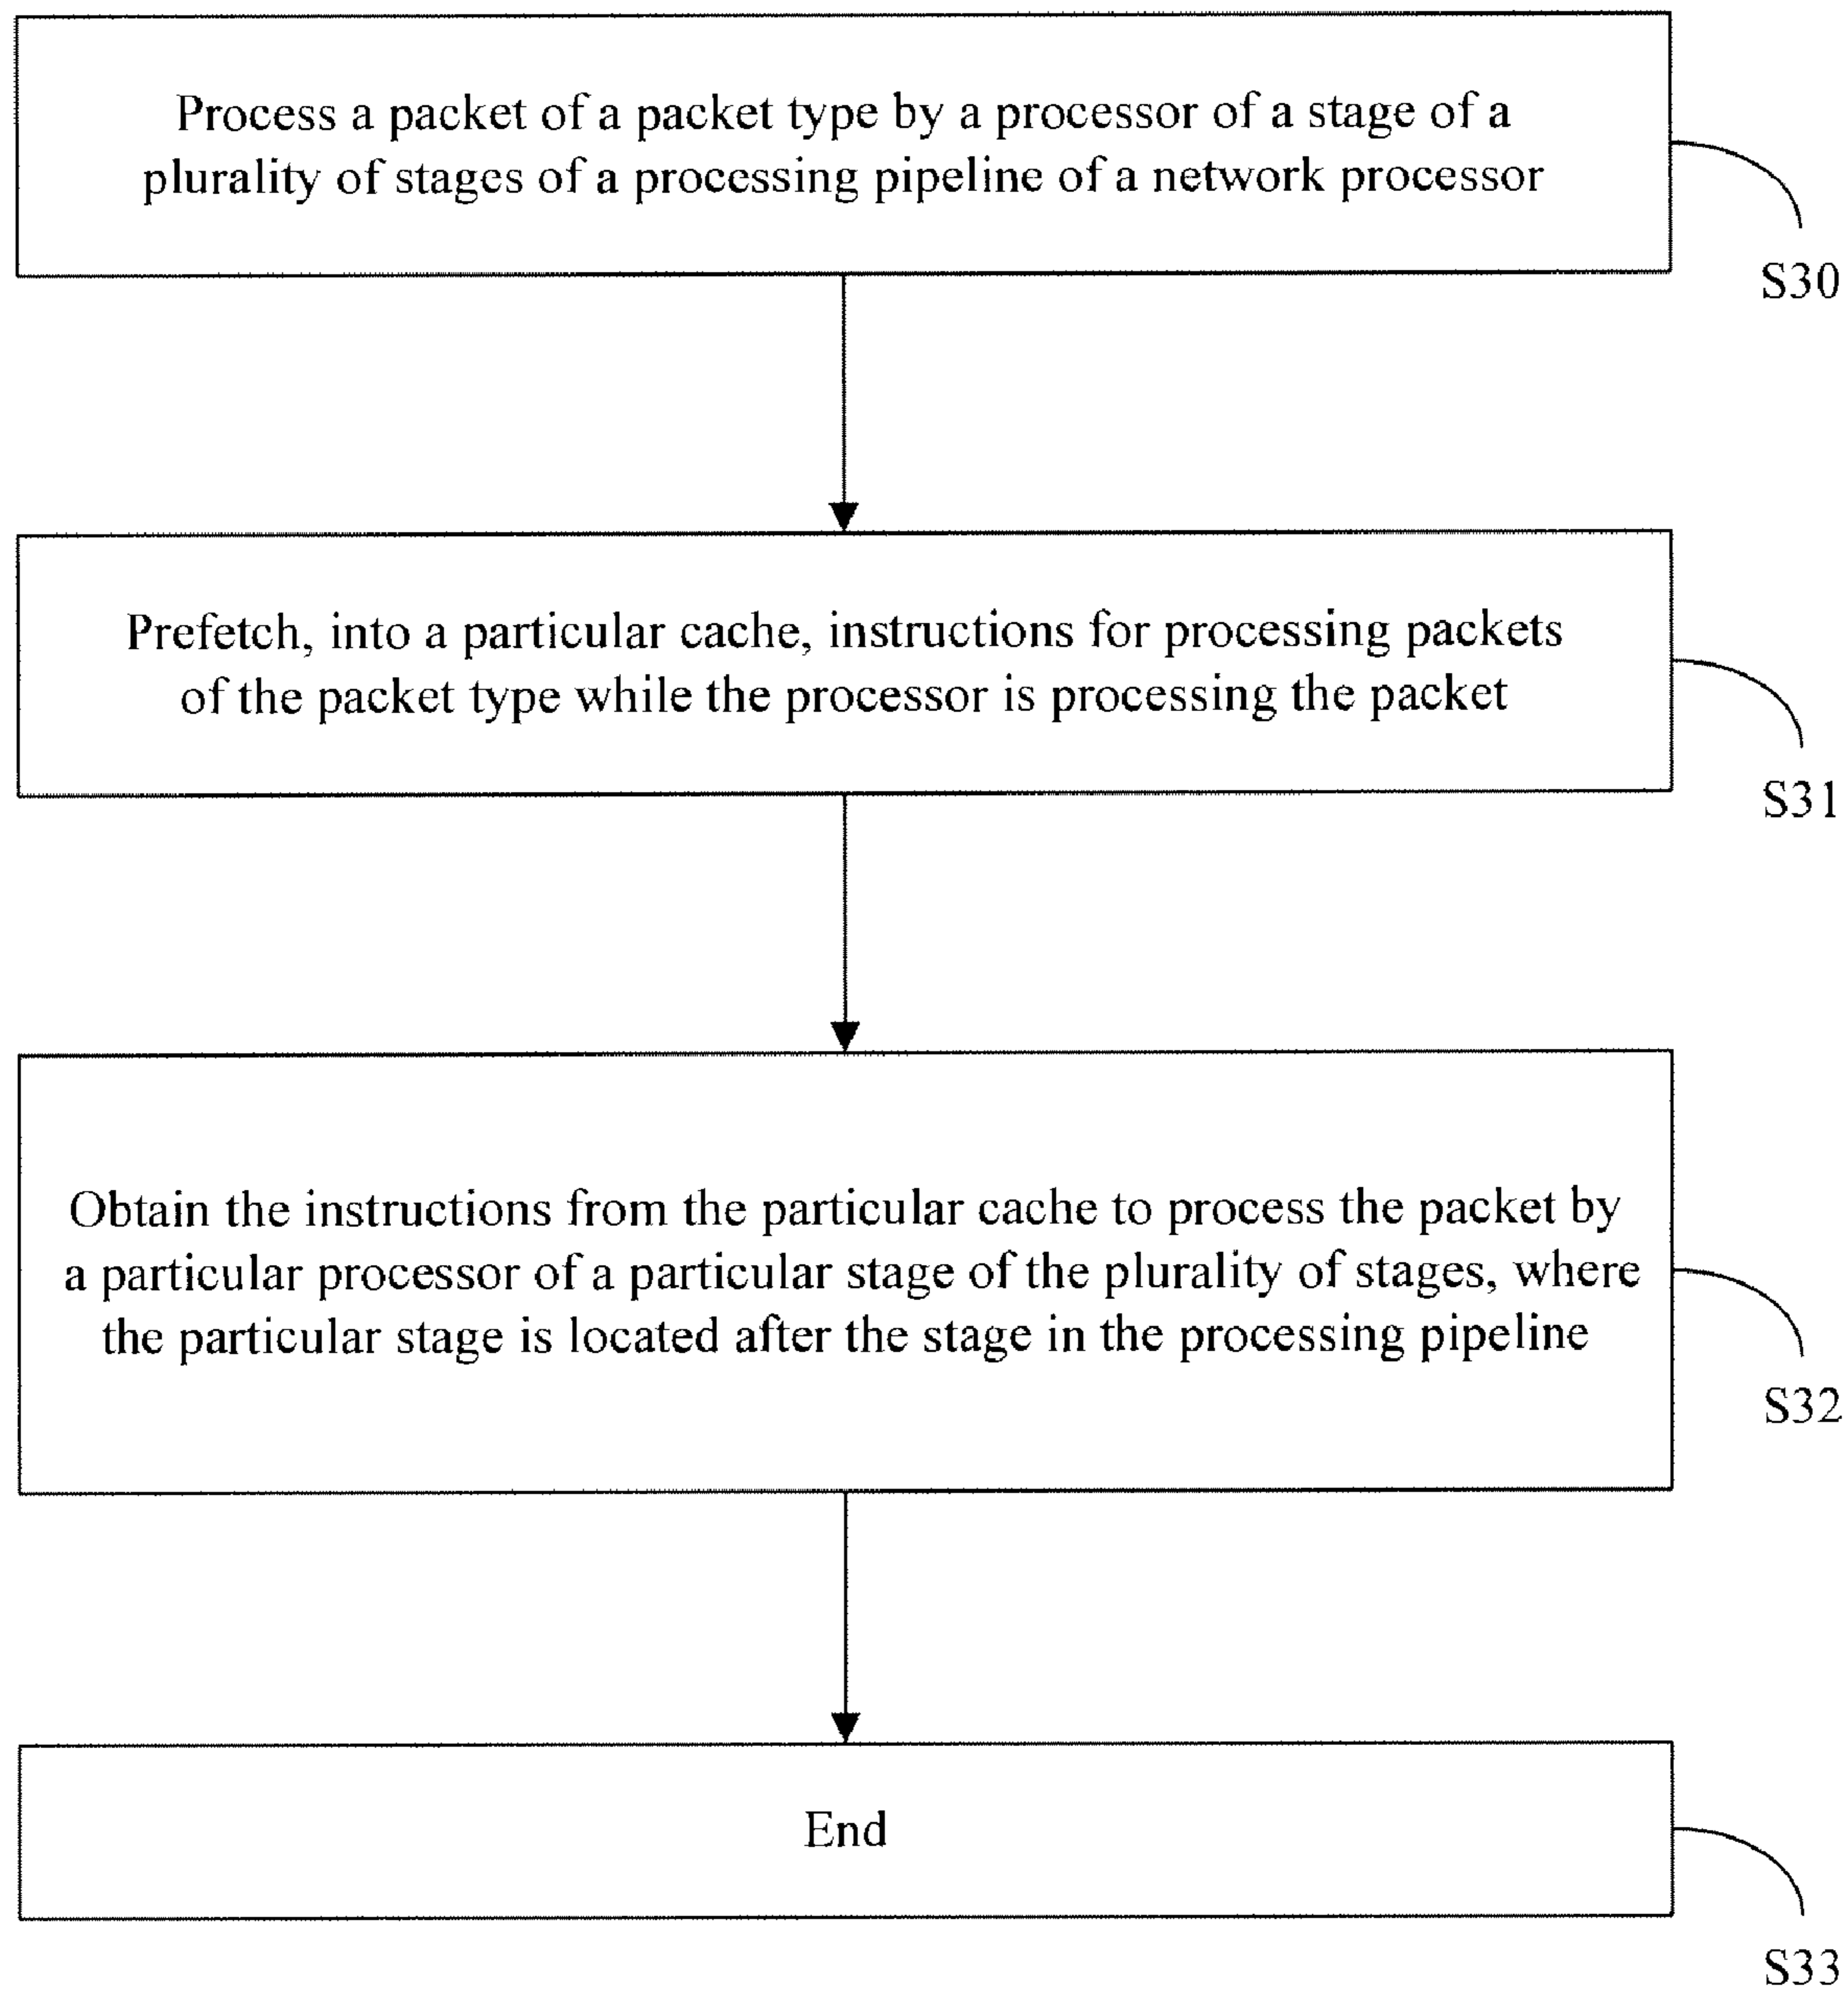 Process a packet of a packet type by a processor of a stage of a
plurality of stages of a processing pipeline of a network processor
S30
Prefetch, into a particular cache, instructions for processing packets
of the packet type while the processor is processing the packet
S31
Obtain the instructions from the particular cache to process the packet by
a particular processor of a particular stage of the plurality of stages, where
the particular stage is located after the stage in the processing pipeline
S32
End
S33